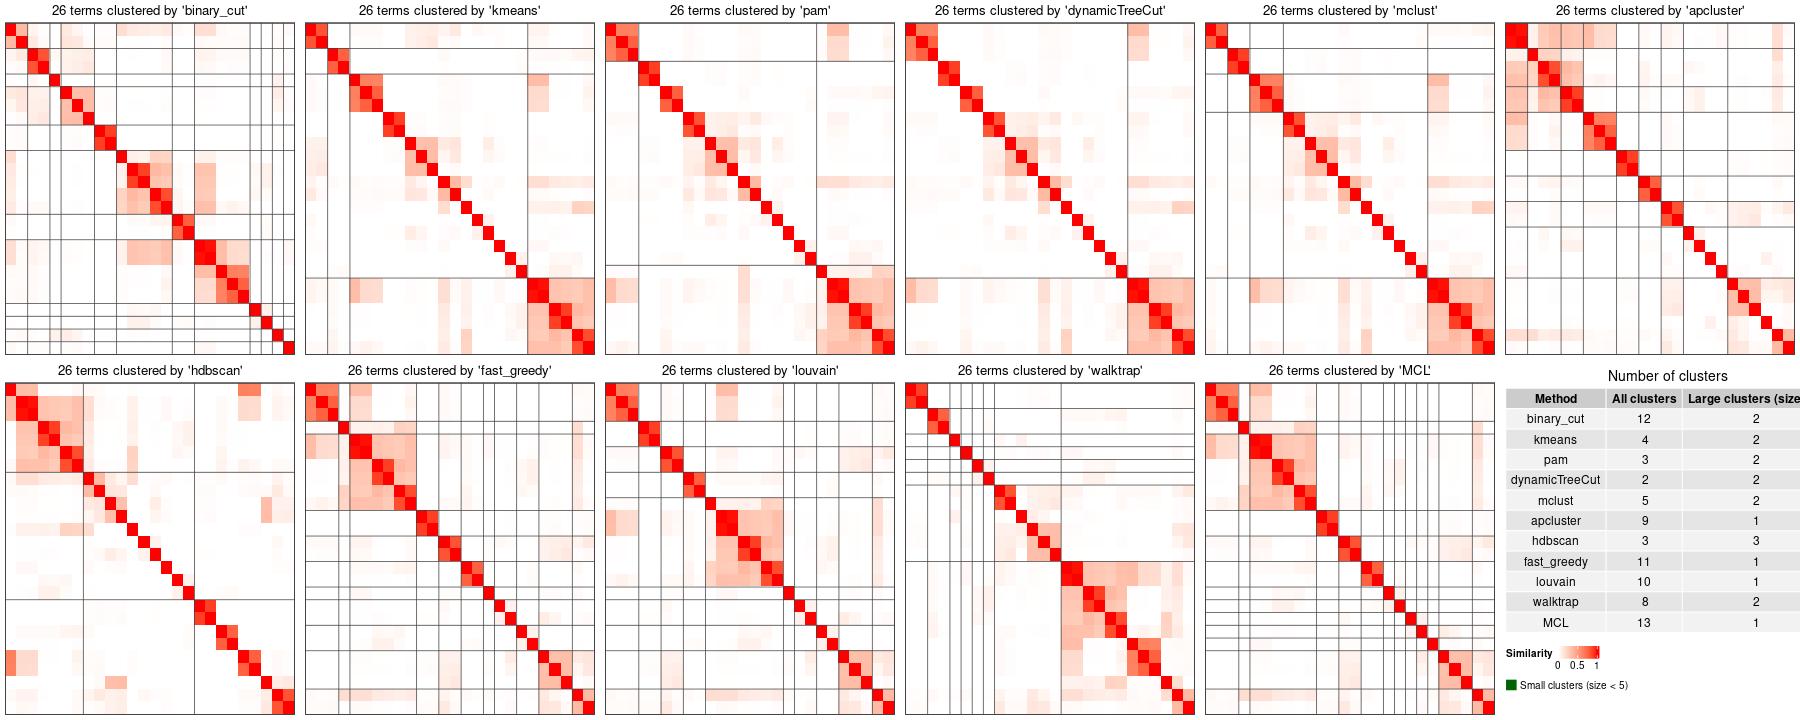 26 terms clustered by 'binary_cut'
26 terms clustered by 'kmeans'
26 terms clustered by 'pam'
26 terms clustered by 'dynamicTreeCut'
26 terms clustered by 'mclust'
26 terms clustered by 'apcluster'
26 terms clustered by 'hdbscan'
26 terms clustered by 'fast_greedy'
26 terms clustered by 'louvain'
26 terms clustered by 'walktrap'
26 terms clustered by 'MCL'
Number of clusters
Method All clusters Large clusters (size
binary_cut 12 2
kmeans 4 2
pam 3 2
dynamicTreeCut 2 2
mclust 5 2
apcluster 9 1
hdbscan 3 3
fast_greedy 11 1
louvain 10 1
walktrap 8 2
MCL 13 1
Similarity
0 0.5 1
Small clusters (size < 5)